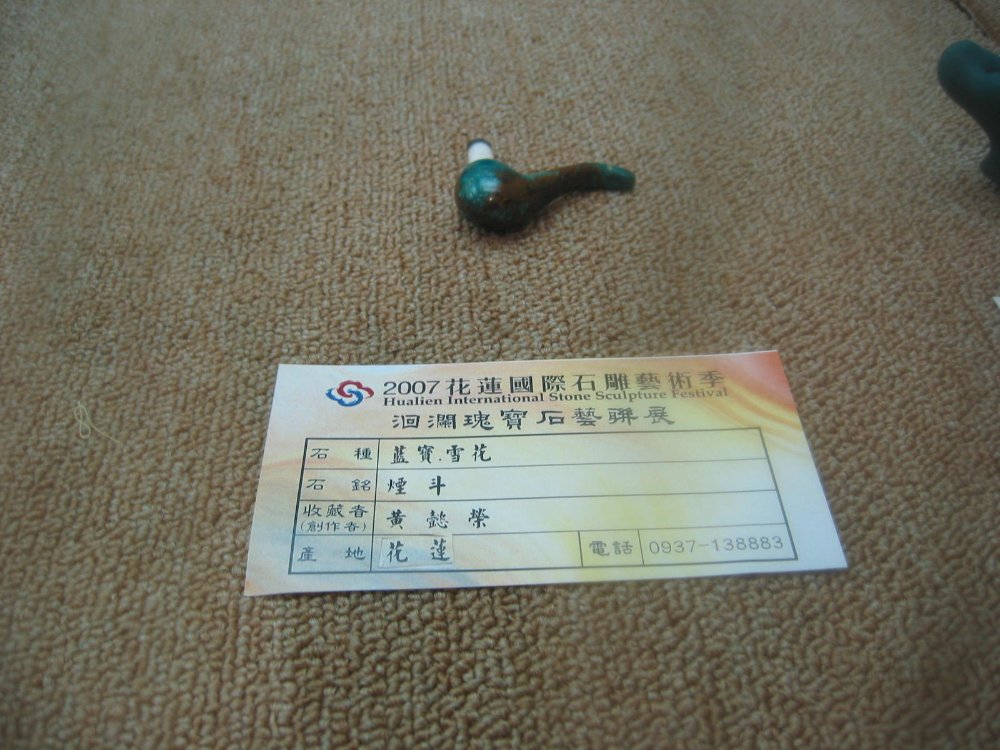 2007花蓮國際石雕藝術季
Hualien International Stone Sculpture Festival
洄瀾瑰寶石藝聯展
石種 藍寶.雪花
石銘 煙斗
收藏者 黃懿榮
(創作者)
產地 花蓮 電話 0937-138883